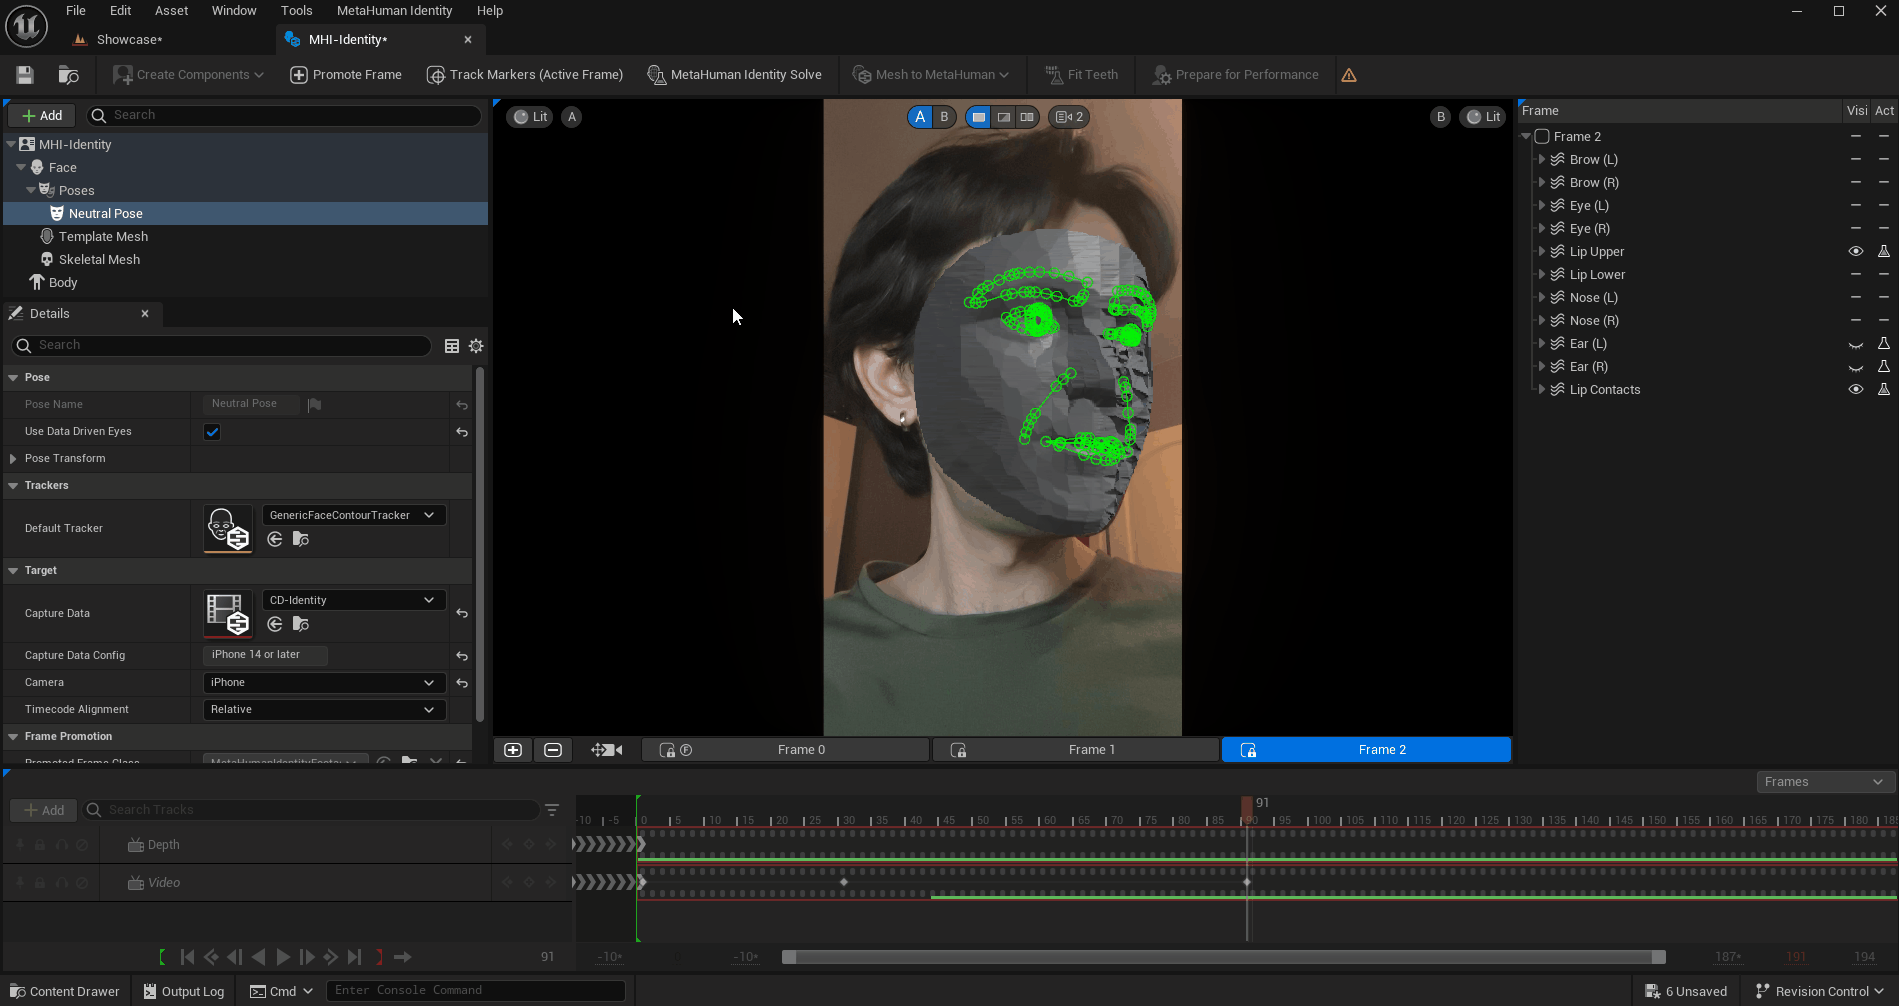 File Edit Asset Window Tools MetaHuman Identity Help
Showcase*
MHI-Identity*
Create Components
Promote Frame
Track Markers (Active Frame)
MetaHuman Identity Solve
Mesh to MetaHuman
Fit Teeth
Prepare for Performance
Add
Search
MHI-Identity
Face
Poses
Neutral Pose
Template Mesh
Skeletal Mesh
Body
Details
Search
Pose
Pose Name Neutral Pose
Use Data Driven Eyes
Pose Transform
Trackers
Default Tracker GenericFaceContourTracker
Target
Capture Data CD-Identity
Capture Data Config iPhone 14 or later
Camera iPhone
Timecode Alignment Relative
Frame Promotion
Lit A
A B
2
B Lit
Frame 0
Frame 1
Frame 2
Frame Visi Act
Frame 2
Brow (L)
Brow (R)
Eye (L)
Eye (R)
Lip Upper
Lip Lower
Nose (L)
Nose (R)
Ear (L)
Ear (R)
Lip Contacts
Frames
Add
Search Tracks
91
-10 -5 0 5 10 15 20 25 30 35 40 45 50 55 60 65 70 75 80 85 90 95 100 105 110 115 120 125 130 135 140 145 150 155 160 165 170 175 180 185
Depth
Video
91 -10* -10* 187* 191 194
Content Drawer
Output Log
Cmd
Enter Console Command
6 Unsaved
Revision Control